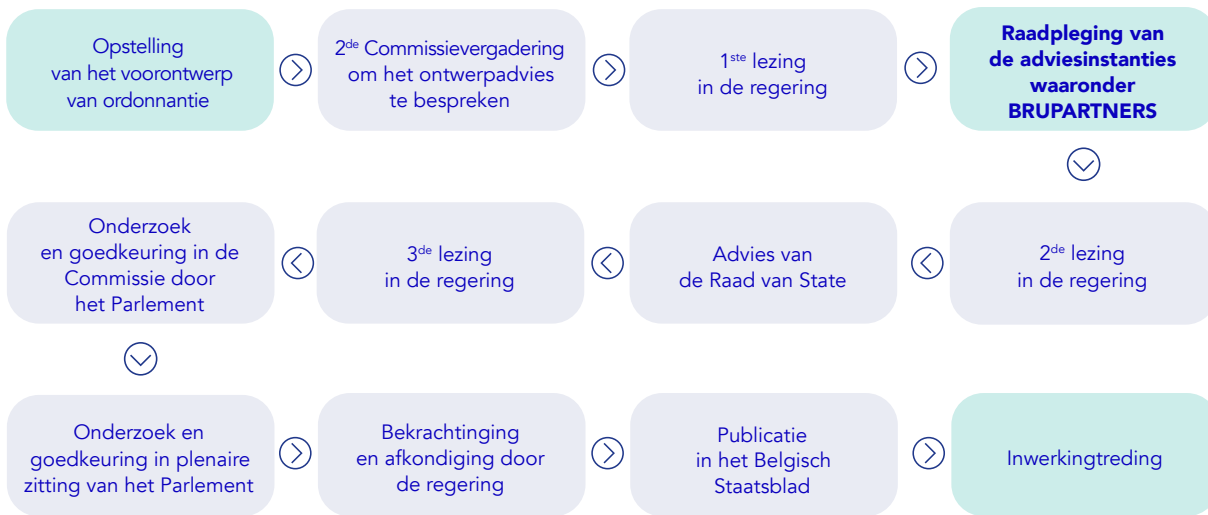 Opstelling
van het voorontwerp
van ordonnantie
2de Commissievergadering
om het ontwerpadvies
te bespreken
1ste lezing
in de regering
Raadpleging van
de adviesinstanties
waaronder
BRUPARTNERS
2de lezing
in de regering
Advies van
de Raad van State
3de lezing
in de regering
Onderzoek
en goedkeuring in de
Commissie door
het Parlement
Onderzoek en
goedkeuring in plenaire
zitting van het Parlement
Bekrachtinging
en afkondiging door
de regering
Publicatie
in het Belgisch
Staatsblad
Inwerkingtreding